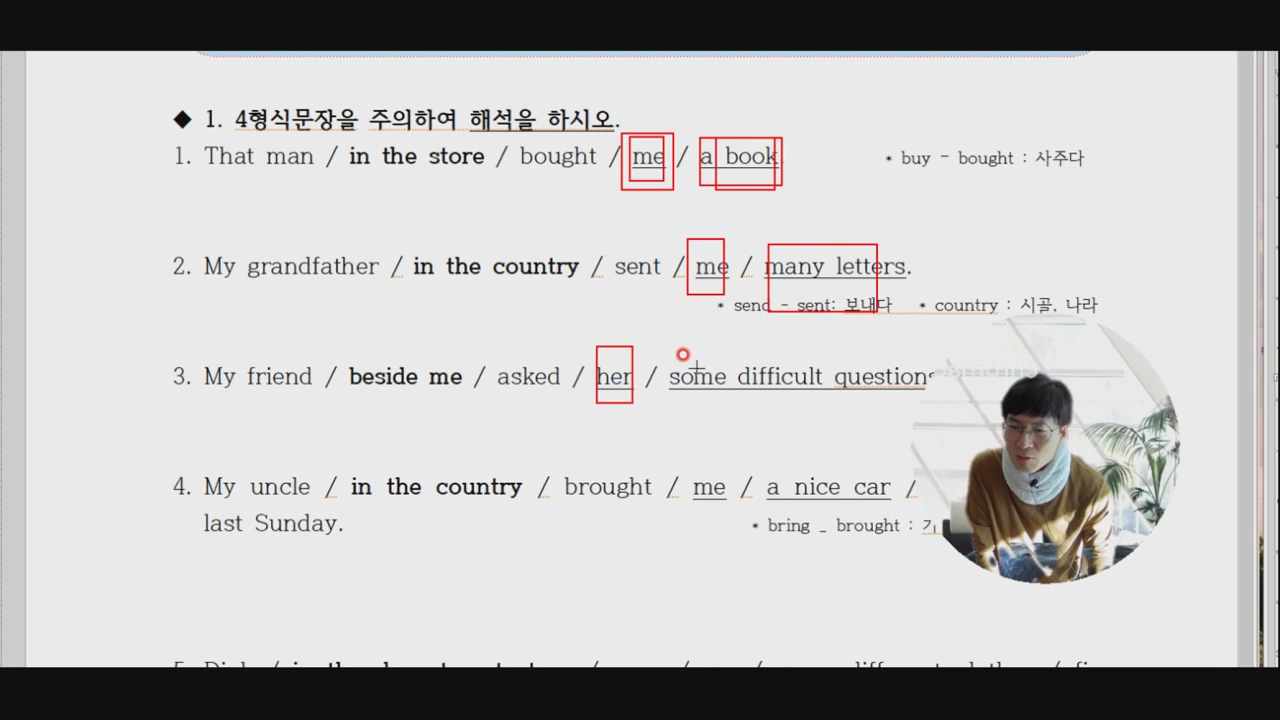 ◆ 1. 4형식문장을 주의하여 해석을 하시오.
1. That man / in the store / bought / me / a book. * buy - bought : 사주다
2. My grandfather / in the country / sent / me / many letters.
* send - sent: 보내다 * country : 시골, 나라
3. My friend / beside me / asked / her / some difficult questions
4. My uncle / in the country / brought / me / a nice car /
last Sunday. * bring _ brought :